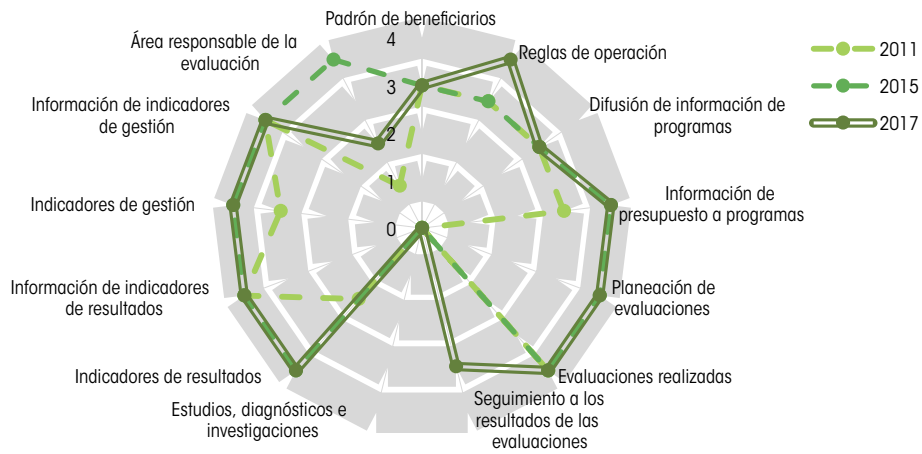 Padrón de beneficiarios
Reglas de operación
Difusión de información de
programas
Información de
presupuesto a programas
Planeación de
evaluaciones
Evaluaciones realizadas
Seguimiento a los
resultados de las
evaluaciones
Estudios, diagnósticos e
investigaciones
Indicadores de resultados
Información de indicadores
de resultados
Indicadores de gestión
Información de indicadores
de gestión
Área responsable de la
evaluación
4
3
2
1
0
2011
2015
2017